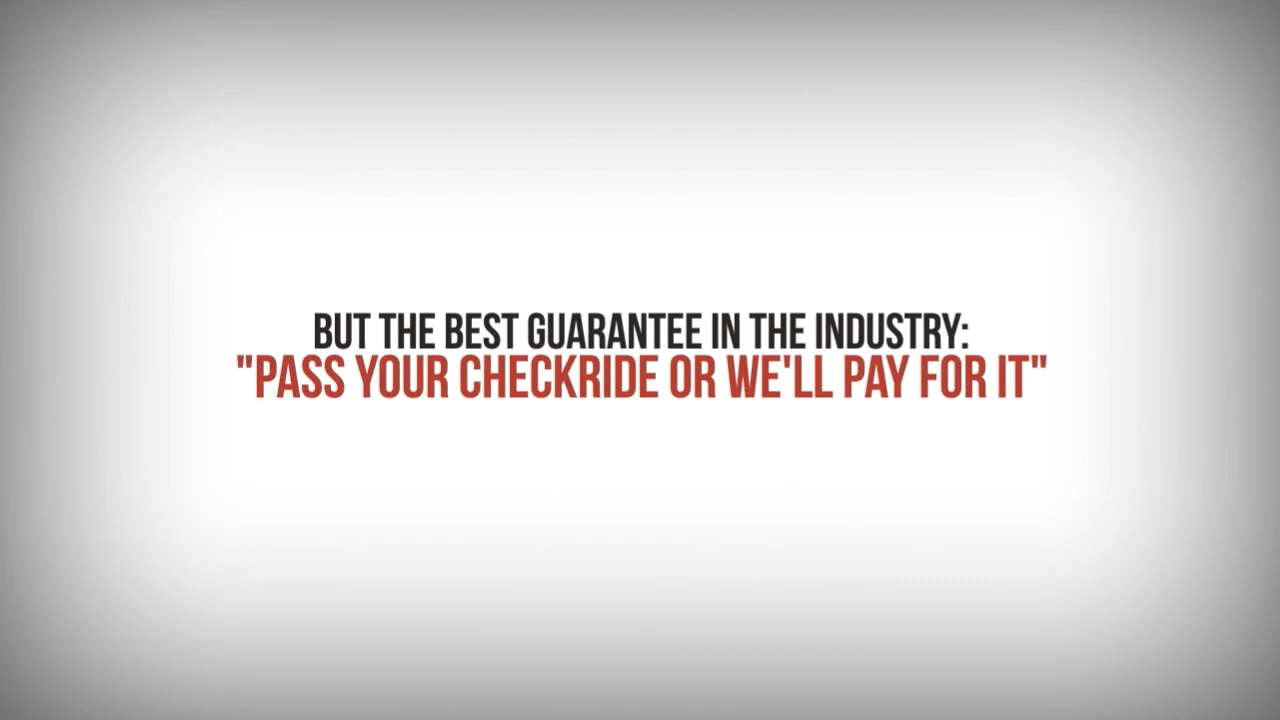 BUT THE BEST GUARANTEE IN THE INDUSTRY:
"PASS YOUR CHECKRIDE OR WE'LL PAY FOR IT"